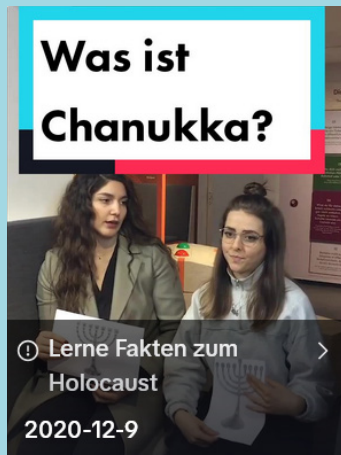 Was ist
Chanukka?
Lerne Fakten zum
Holocaust
2020-12-9